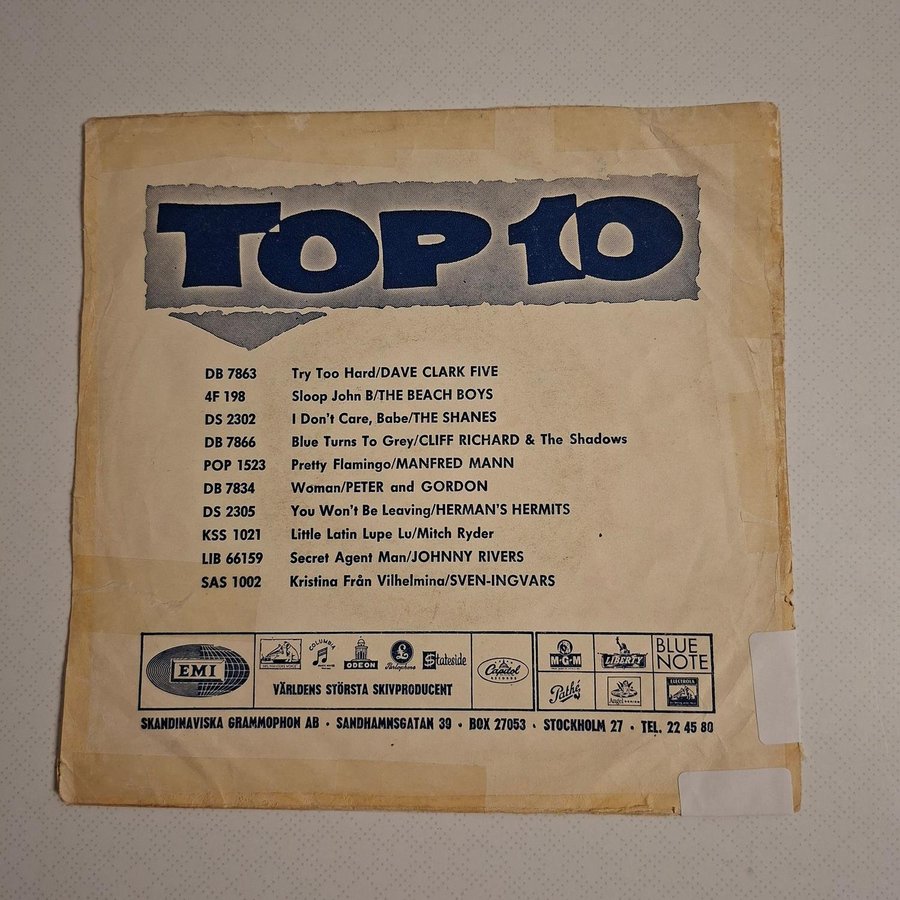 TOP 10
DB 7863 Try Too Hard/DAVE CLARK FIVE
4F 198 Sloop John B/THE BEACH BOYS
DS 2302 I Don't Care, Babe/THE SHANES
DB 7866 Blue Turns To Grey/CLIFF RICHARD & The Shadows
POP 1523 Pretty Flamingo/MANFRED MANN
DB 7834 Woman/PETER and GORDON
DS 2305 You Won't Be Leaving/HERMAN'S HERMITS
KSS 1021 Little Latin Lupe Lu/Mitch Ryder
LIB 66159 Secret Agent Man/JOHNNY RIVERS
SAS 1002 Kristina Från Vilhelmina/SVEN-INGVARS
EMI
COLUMBIA
ODEON
Parlophone
Stateside
Capitol
RECORDS
M-G-M
LIBERTY
BLUE NOTE
Pathé
Angel
ELECTROLA
VÄRLDENS STÖRSTA SKIVPRODUCENT
SKANDINAVISKA GRAMMOPHON AB · SANDHAMNSGATAN 39 · BOX 27053 · STOCKHOLM 27 · TEL. 22 45 80